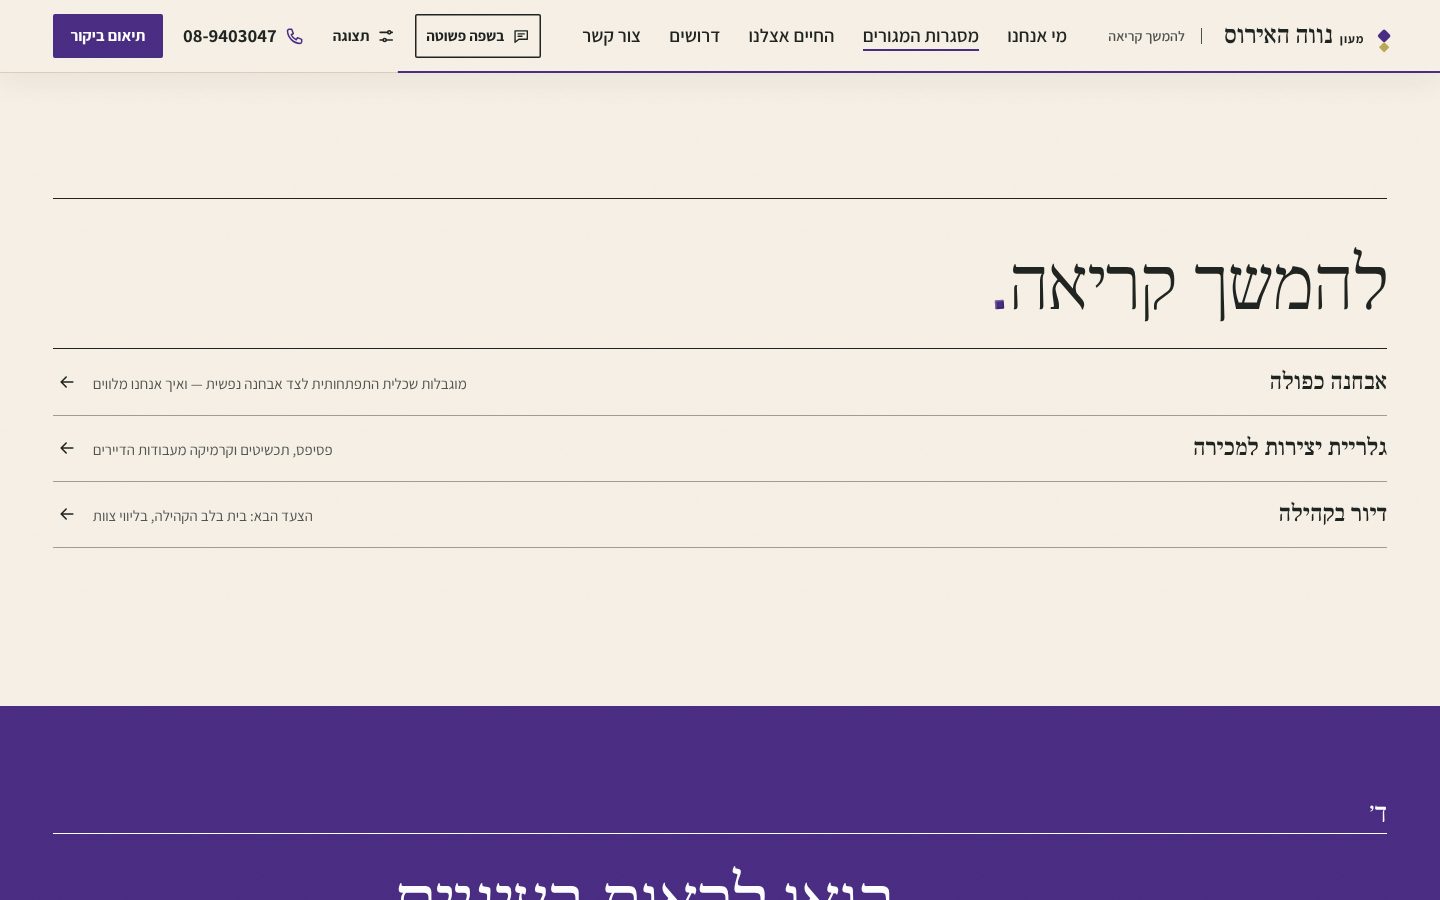 מעון נווה האירוס
להמשך קריאה
מי אנחנו
מסגרות המגורים
החיים אצלנו
דרושים
צור קשר
בשפה פשוטה
תצוגה
08-9403047
תיאום ביקור
להמשך קריאה.
אבחנה כפולה
מוגבלות שכלית התפתחותית לצד אבחנה נפשית — ואיך אנחנו מלווים
גלריית יצירות למכירה
פסיפס, תכשיטים וקרמיקה מעבודות הדיירים
דיור בקהילה
הצעד הבא: בית בלב הקהילה, בליווי צוות
ד׳